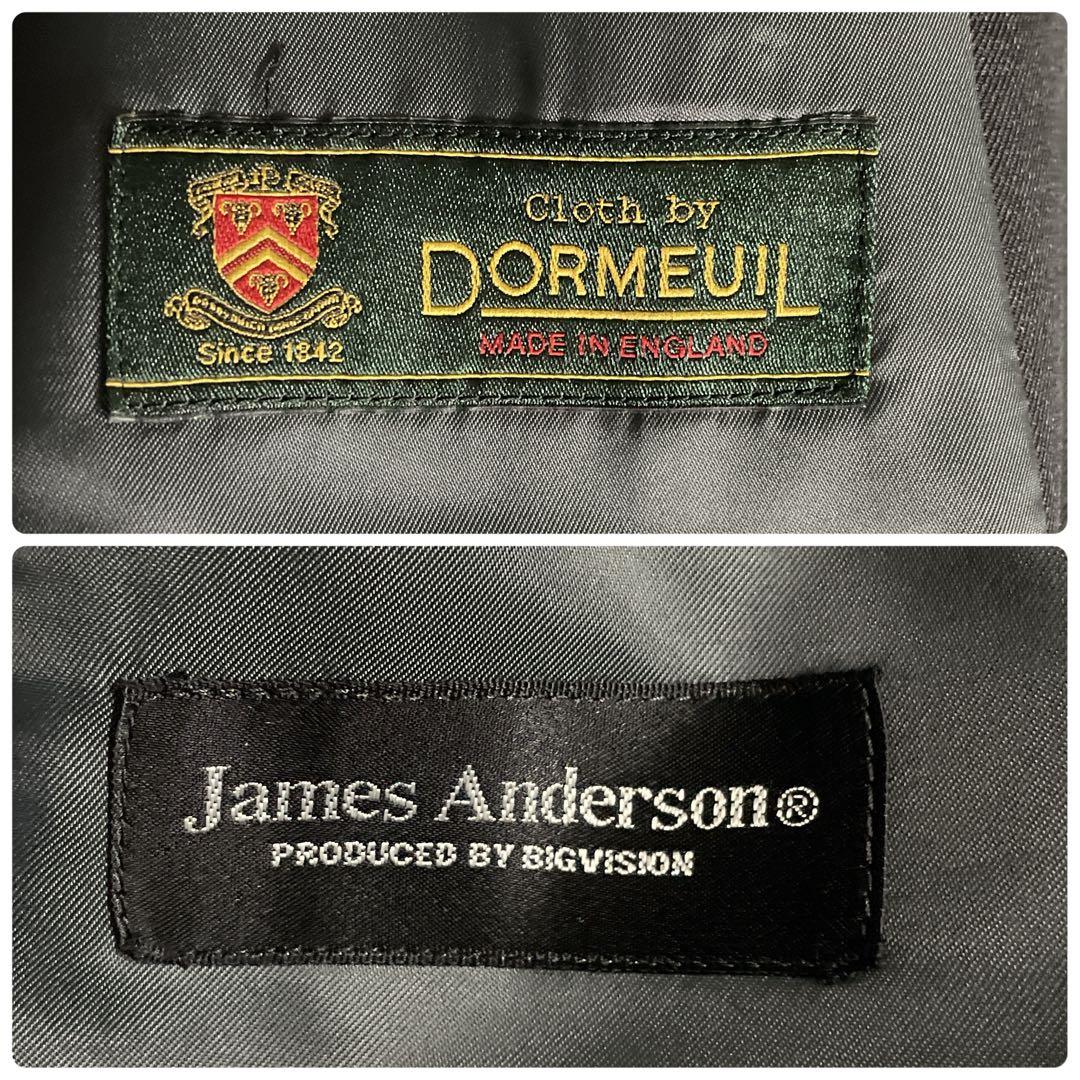 Cloth by
DORMEUIL
MADE IN ENGLAND
Since 1842
James Anderson®
PRODUCED BY BIGVISION